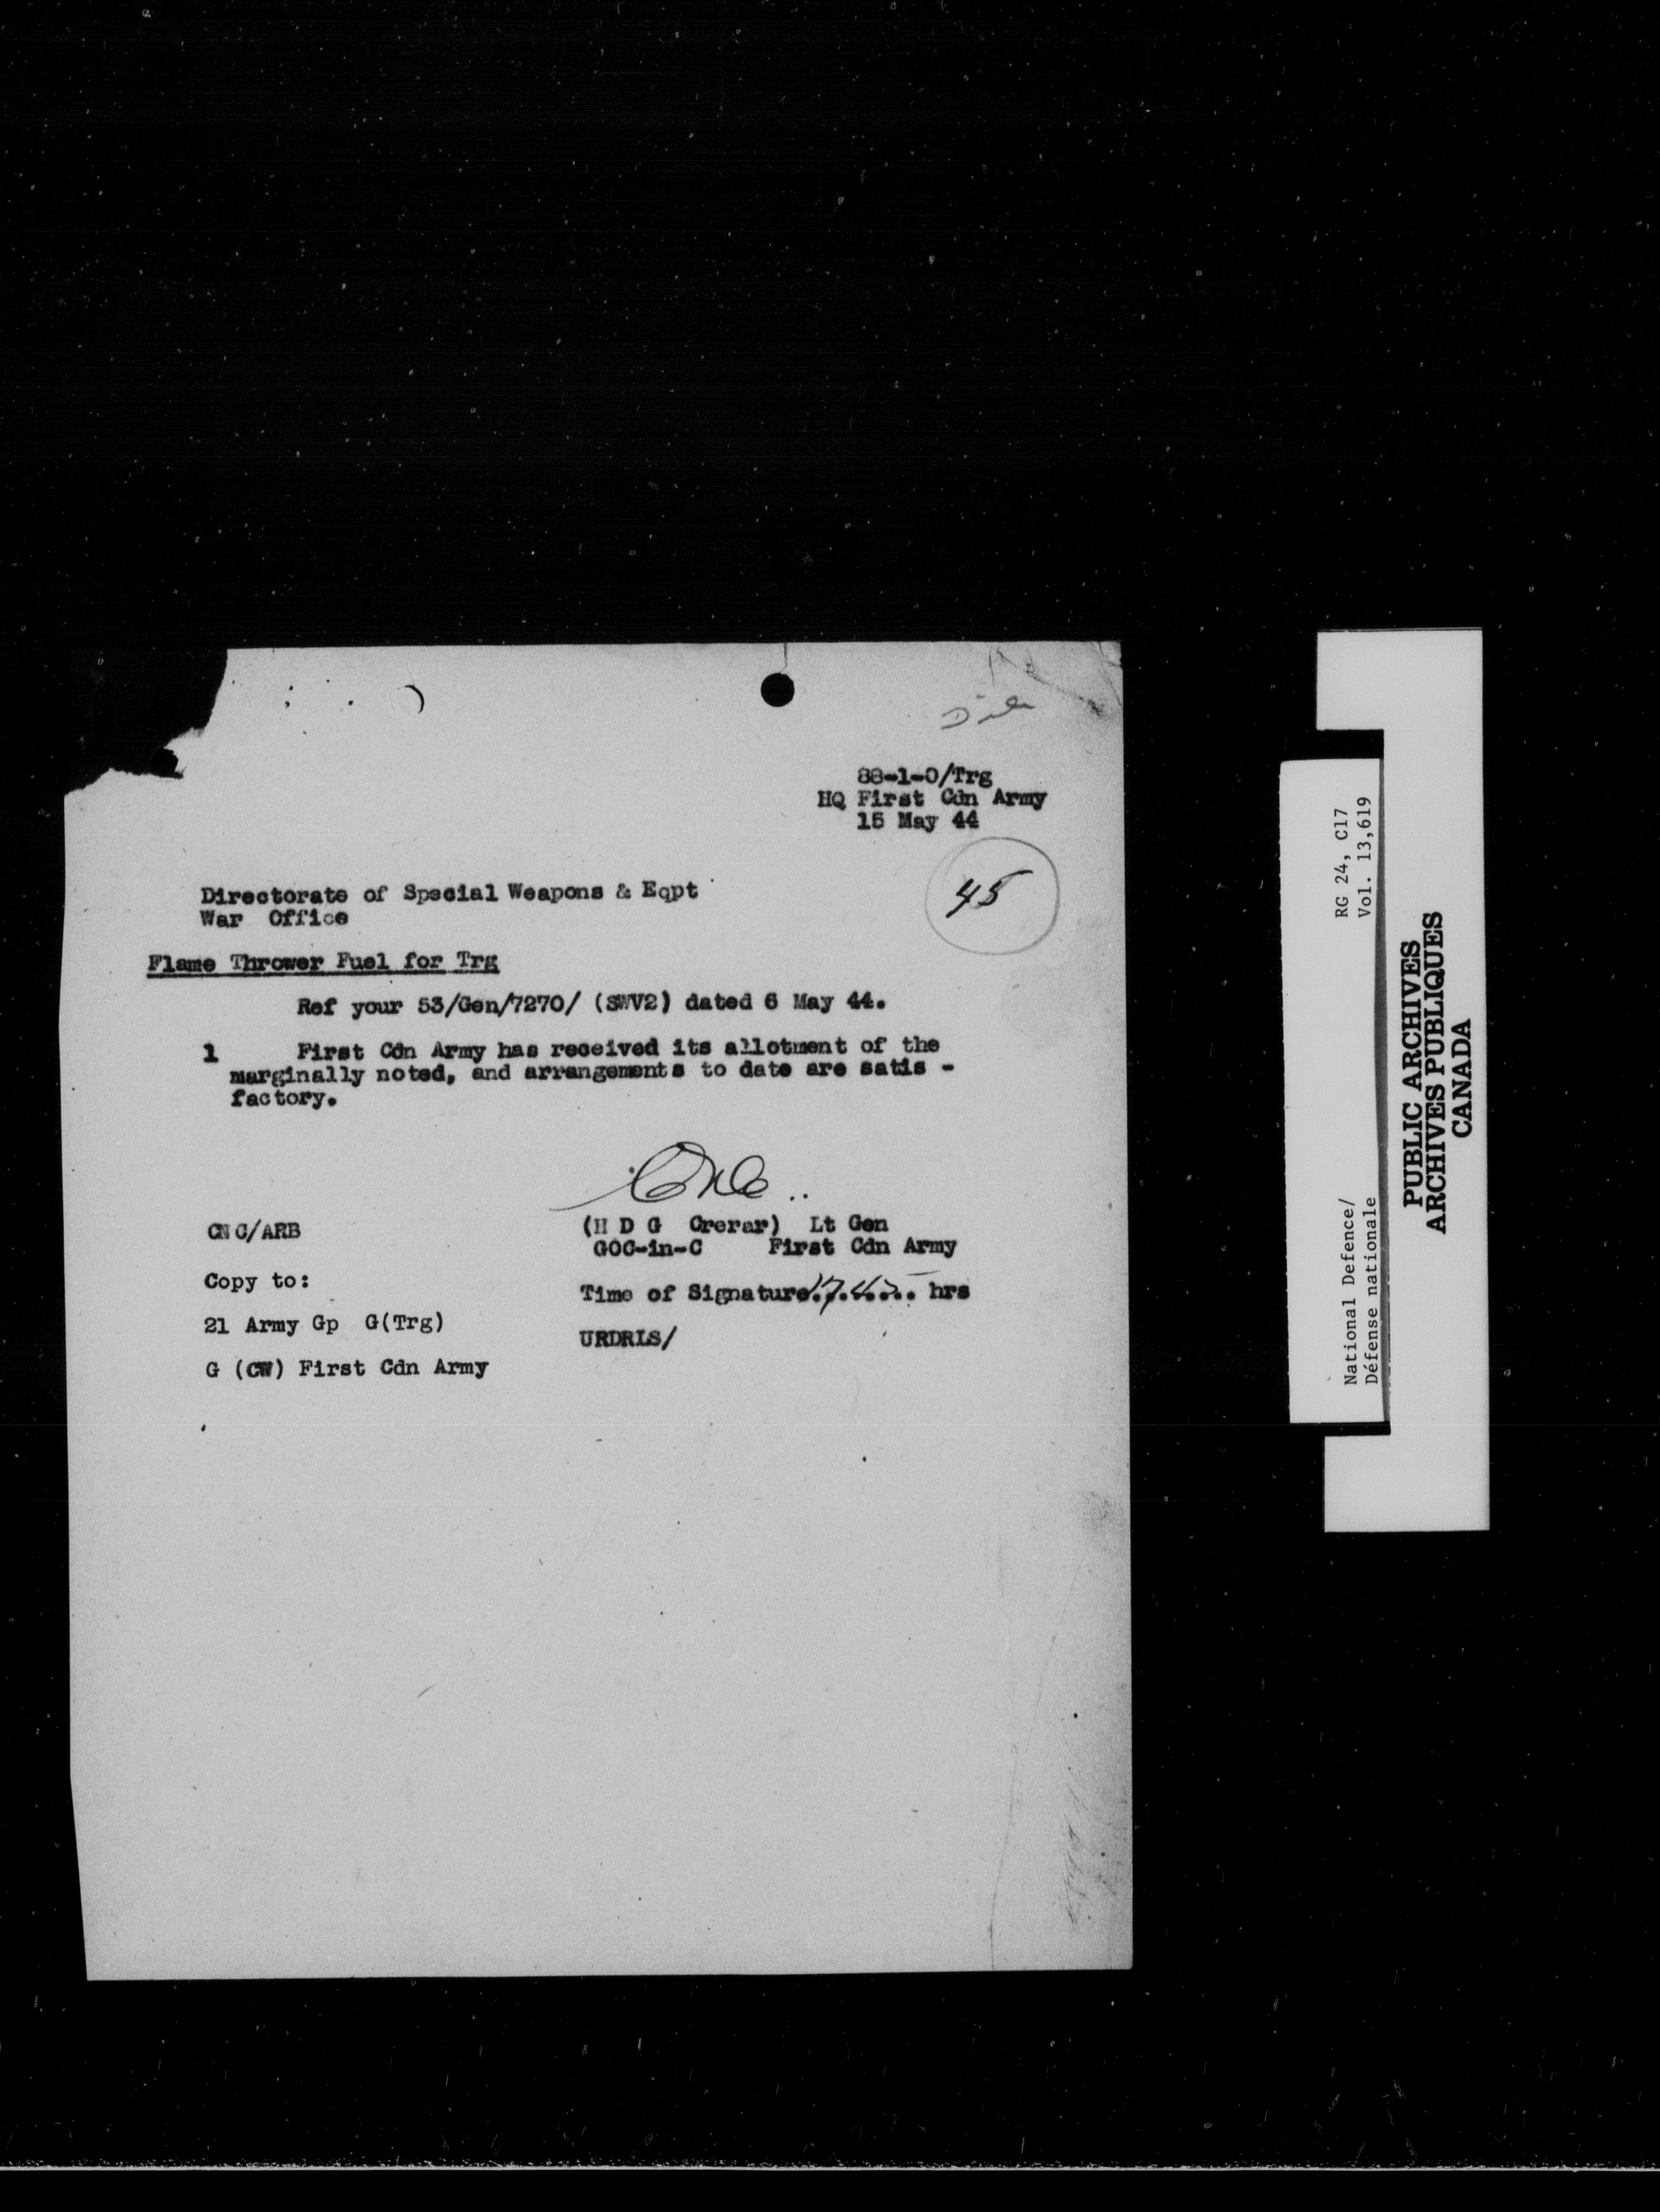 88-1-0/Trg
HQ First Cdn Army
15 May 44
45
Directorate of Special Weapons & Eqpt
War Office
Flame Thrower Fuel for Trg
Ref your 53/Gen/7270/ (SWV2) dated 6 May 44.
1 First Cdn Army has received its allotment of the
marginally noted, and arrangements to date are satis -
factory.
(H D G Crerar) Lt Gen
GOC-in-C First Cdn Army
CN C/ARB
Copy to:
Time of Signature 1745 hrs
21 Army Gp G(Trg)
URDRLS/
G (CW) First Cdn Army
RG 24, C17
Vol. 13,619
National Defence/
Défense nationale
PUBLIC ARCHIVES
ARCHIVES PUBLIQUES
CANADA